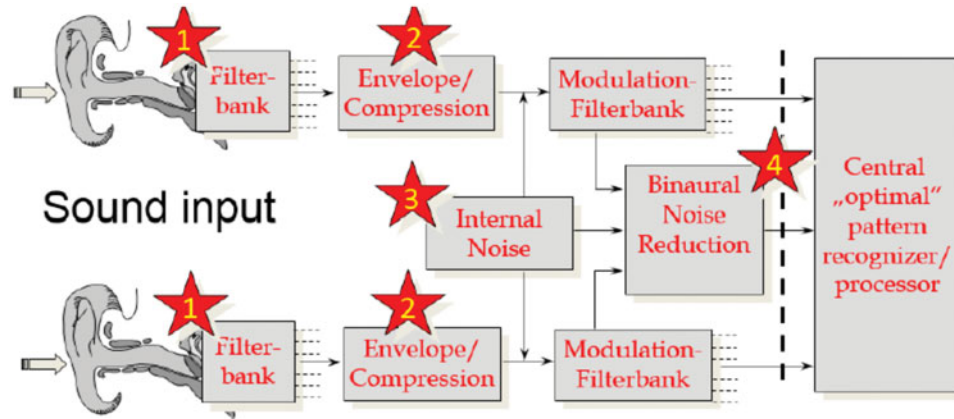 1
Filter-
bank
2
Envelope/
Compression
Modulation-
Filterbank
Sound input
3
Internal
Noise
Binaural
Noise
Reduction
4
Central
„optimal“
pattern
recognizer/
processor
1
Filter-
bank
2
Envelope/
Compression
Modulation-
Filterbank